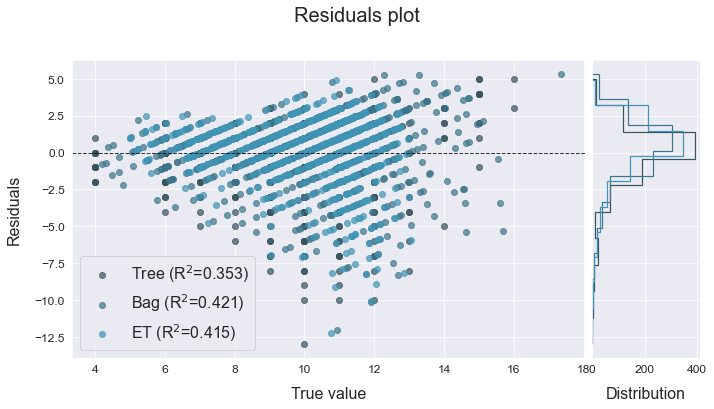 Residuals plot
Residuals
5.0
2.5
0.0
−2.5
−5.0
−7.5
−10.0
−12.5
Tree (R²=0.353)
Bag (R²=0.421)
ET (R²=0.415)
4 6 8 10 12 14 16 18 0 200 400
True value Distribution